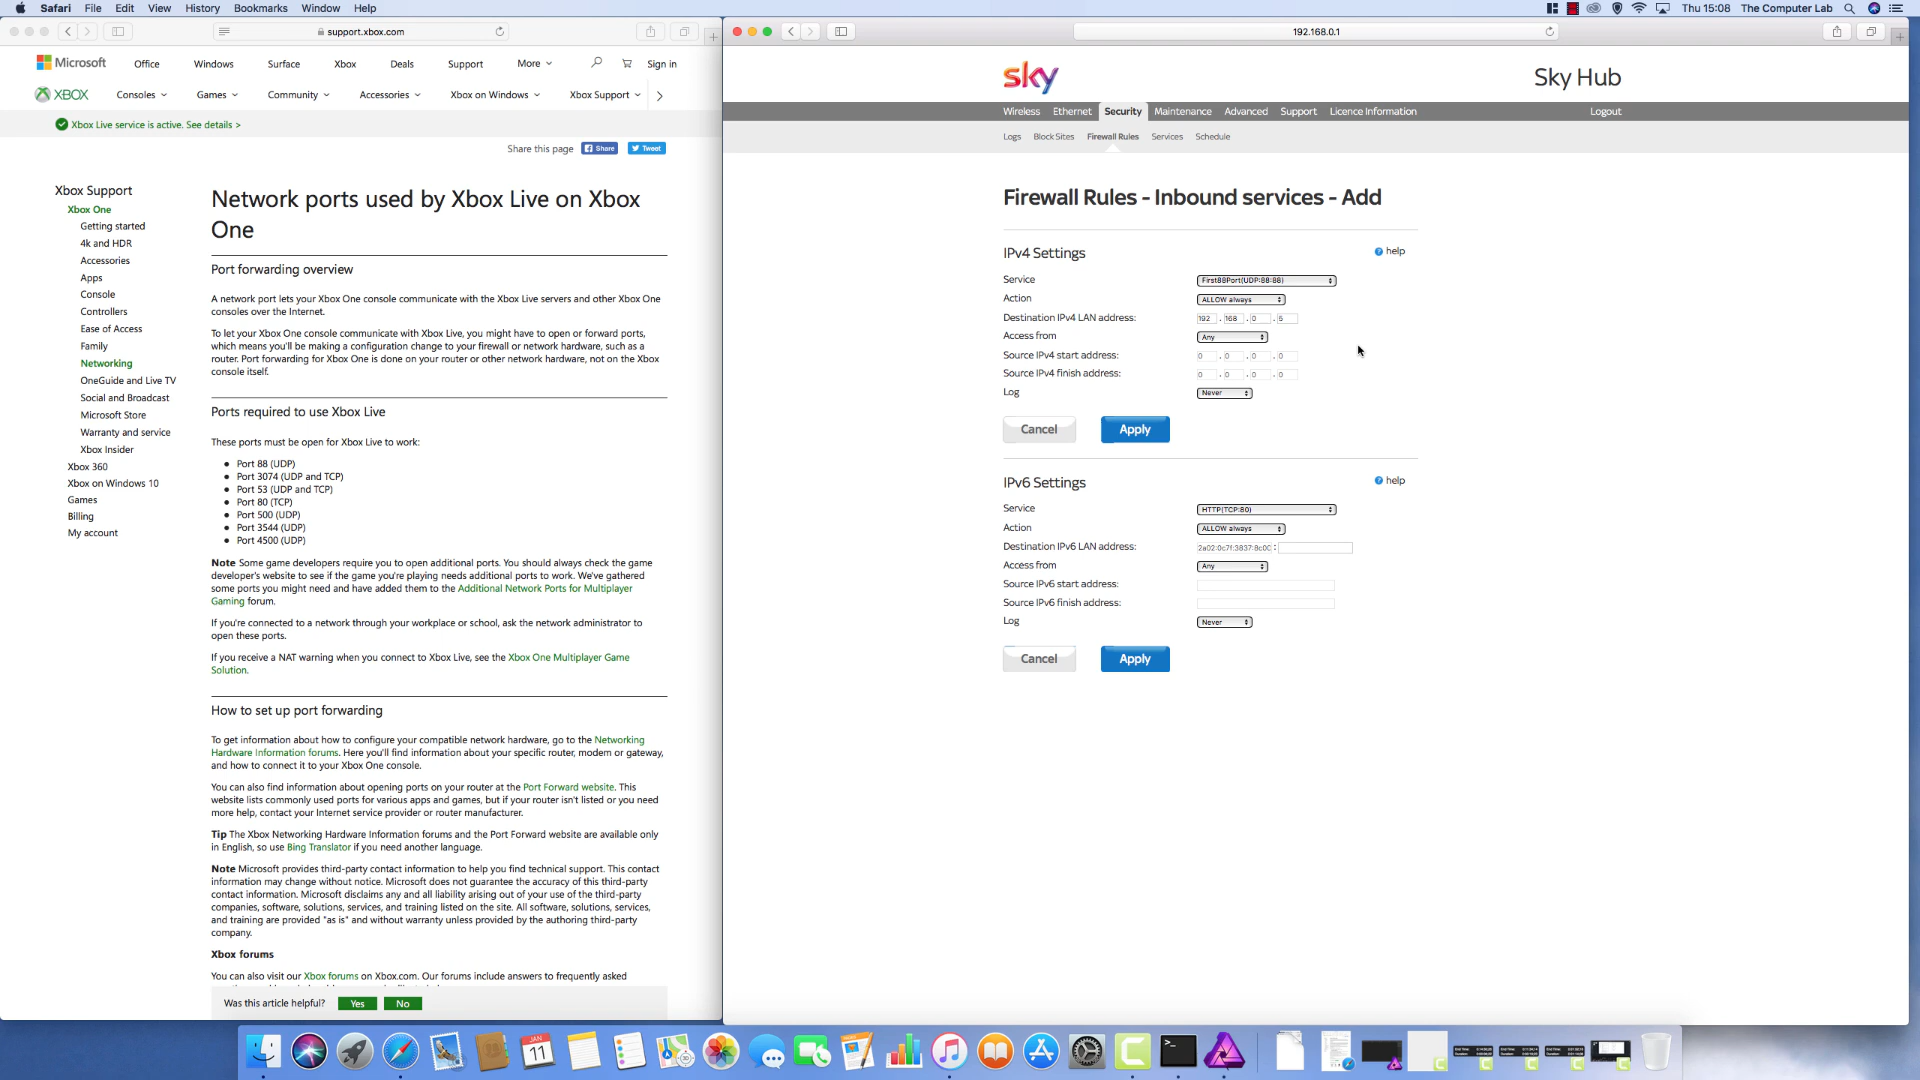 Safari File Edit View History Bookmarks Window Help
Thu 15:08 The Computer Lab
support.xbox.com
192.168.0.1
Microsoft Office Windows Surface Xbox Deals Support More Sign in
XBOX Consoles Games Community Accessories Xbox on Windows Xbox Support
Xbox Live service is active. See details >
Share this page Share Tweet
Xbox Support
Xbox One
Getting started
4k and HDR
Accessories
Apps
Console
Controllers
Ease of Access
Family
Networking
OneGuide and Live TV
Social and Broadcast
Microsoft Store
Warranty and service
Xbox Insider
Xbox 360
Xbox on Windows 10
Games
Billing
My account
Network ports used by Xbox Live on Xbox
One
Port forwarding overview
A network port lets your Xbox One console communicate with the Xbox Live servers and other Xbox One
consoles over the Internet.
To let your Xbox One console communicate with Xbox Live, you might have to open or forward ports,
which means you'll be making a configuration change to your firewall or network hardware, such as a
router. Port forwarding for Xbox One is done on your router or other network hardware, not on the Xbox
console itself.
Ports required to use Xbox Live
These ports must be open for Xbox Live to work:
Port 88 (UDP)
Port 3074 (UDP and TCP)
Port 53 (UDP and TCP)
Port 80 (TCP)
Port 500 (UDP)
Port 3544 (UDP)
Port 4500 (UDP)
Note Some game developers require you to open additional ports. You should always check the game
developer's website to see if the game you're playing needs additional ports to work. We've gathered
some ports you might need and have added them to the Additional Network Ports for Multiplayer
Gaming forum.
If you're connected to a network through your workplace or school, ask the network administrator to
open these ports.
If you receive a NAT warning when you connect to Xbox Live, see the Xbox One Multiplayer Game
Solution.
How to set up port forwarding
To get information about how to configure your compatible network hardware, go to the Networking
Hardware Information forums. Here you'll find information about your specific router, modem or gateway,
and how to connect it to your Xbox One console.
You can also find information about opening ports on your router at the Port Forward website. This
website lists commonly used ports for various apps and games, but if your router isn't listed or you need
more help, contact your Internet service provider or router manufacturer.
Tip The Xbox Networking Hardware Information forums and the Port Forward website are available only
in English, so use Bing Translator if you need another language.
Note Microsoft provides third-party contact information to help you find technical support. This contact
information may change without notice. Microsoft does not guarantee the accuracy of this third-party
contact information. Microsoft disclaims any and all liability arising out of your use of the third-party
companies, software, solutions, services, and training listed on the site. All software, solutions, services,
and training are provided "as is" and without warranty unless provided by the authoring third-party
company.
Xbox forums
You can also visit our Xbox forums on Xbox.com. Our forums include answers to frequently asked
Was this article helpful? Yes No
sky Sky Hub
Wireless Ethernet Security Maintenance Advanced Support Licence Information Logout
Logs Block Sites Firewall Rules Services Schedule
Firewall Rules - Inbound services - Add
IPv4 Settings help
Service First88Port(UDP:88:88)
Action ALLOW always
Destination IPv4 LAN address: 192 . 168 . 0 . 5
Access from Any
Source IPv4 start address: 0 . 0 . 0 . 0
Source IPv4 finish address: 0 . 0 . 0 . 0
Log Never
Cancel Apply
IPv6 Settings help
Service HTTP(TCP:80)
Action ALLOW always
Destination IPv6 LAN address: 2a02:0c7f:3837:8c00 :
Access from Any
Source IPv6 start address:
Source IPv6 finish address:
Log Never
Cancel Apply
JAN
11